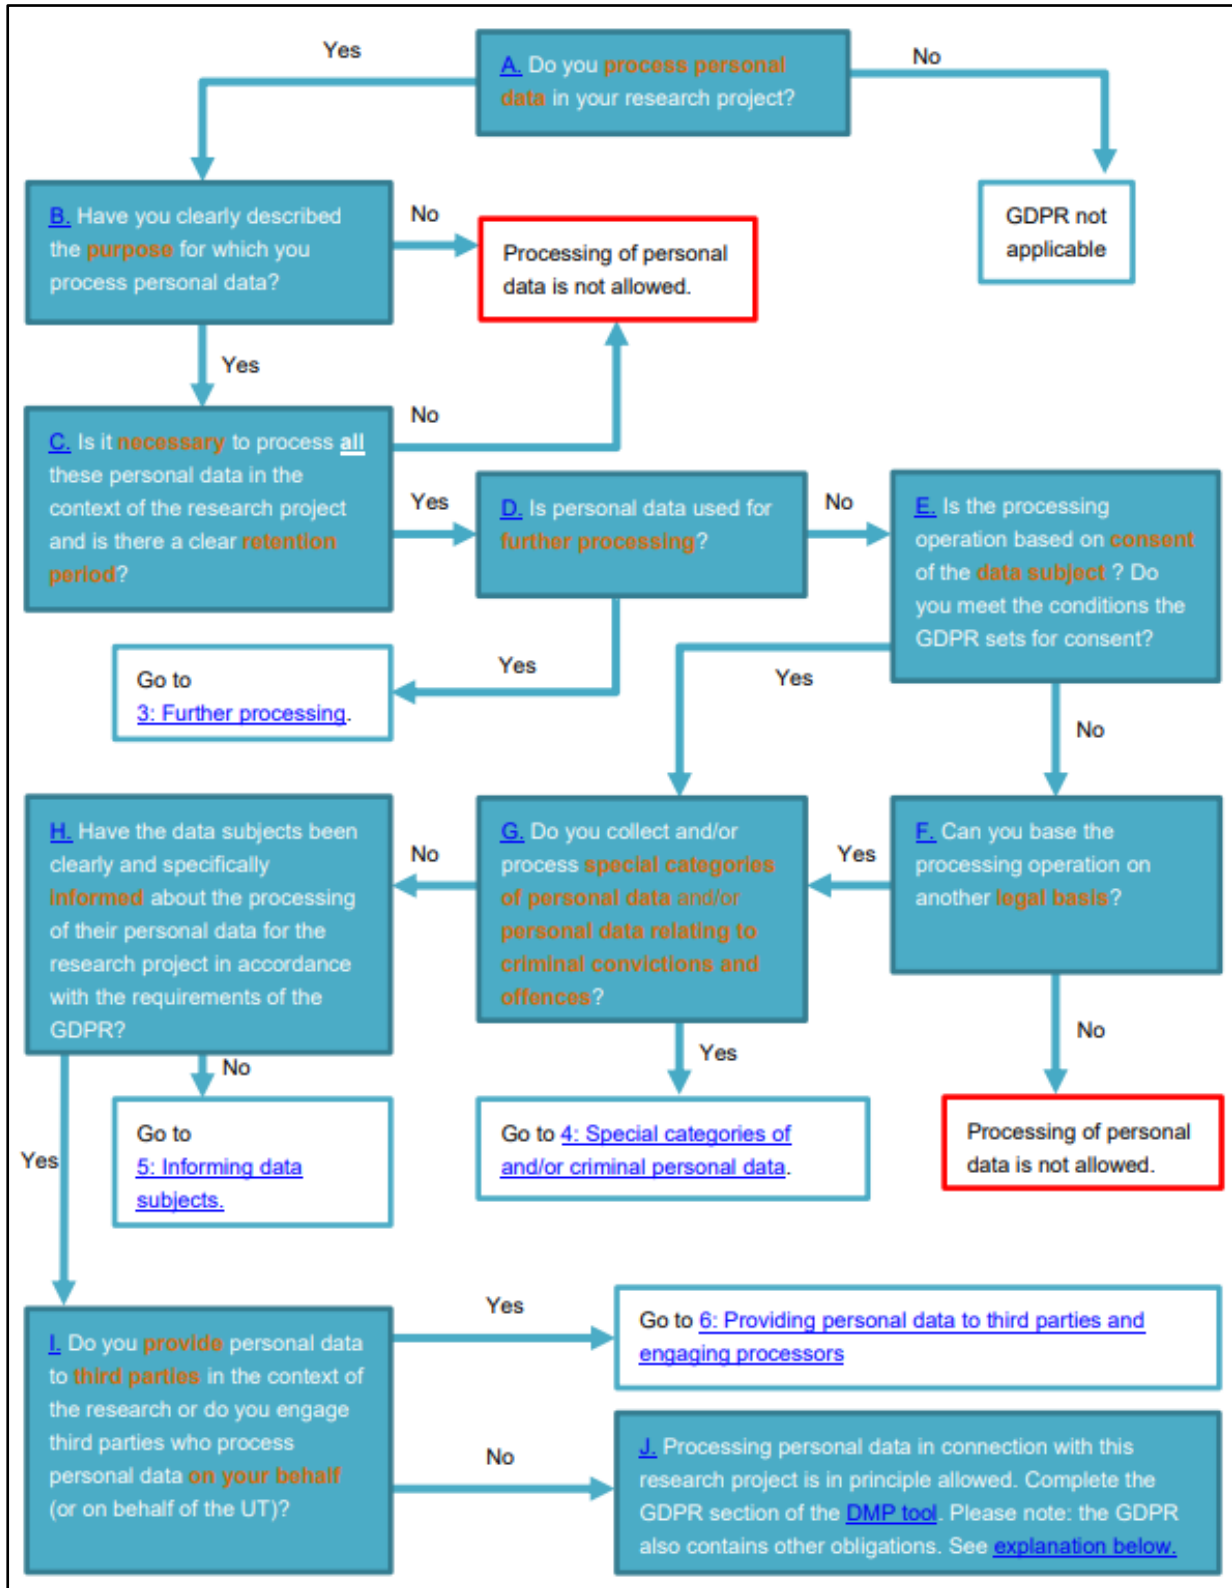 Yes
A. Do you process personal
data in your research project?
No
B. Have you clearly described
the purpose for which you
process personal data?
No
Processing of personal
data is not allowed.
GDPR not
applicable
Yes
C. Is it necessary to process all
these personal data in the
context of the research project
and is there a clear retention
period?
No
Yes
D. Is personal data used for
further processing?
No
E. Is the processing
operation based on consent
of the data subject ? Do
you meet the conditions the
GDPR sets for consent?
Go to
3: Further processing.
Yes
Yes
No
H. Have the data subjects been
clearly and specifically
informed about the processing
of their personal data for the
research project in accordance
with the requirements of the
GDPR?
No
G. Do you collect and/or
process special categories
of personal data and/or
personal data relating to
criminal convictions and
offences?
Yes
F. Can you base the
processing operation on
another legal basis?
No
Yes
No
Yes
Go to
5: Informing data
subjects.
Go to 4: Special categories of
and/or criminal personal data.
Processing of personal
data is not allowed.
I. Do you provide personal data
to third parties in the context of
the research or do you engage
third parties who process
personal data on your behalf
(or on behalf of the UT)?
Yes
Go to 6: Providing personal data to third parties and
engaging processors
No
J. Processing personal data in connection with this
research project is in principle allowed. Complete the
GDPR section of the DMP tool. Please note: the GDPR
also contains other obligations. See explanation below.